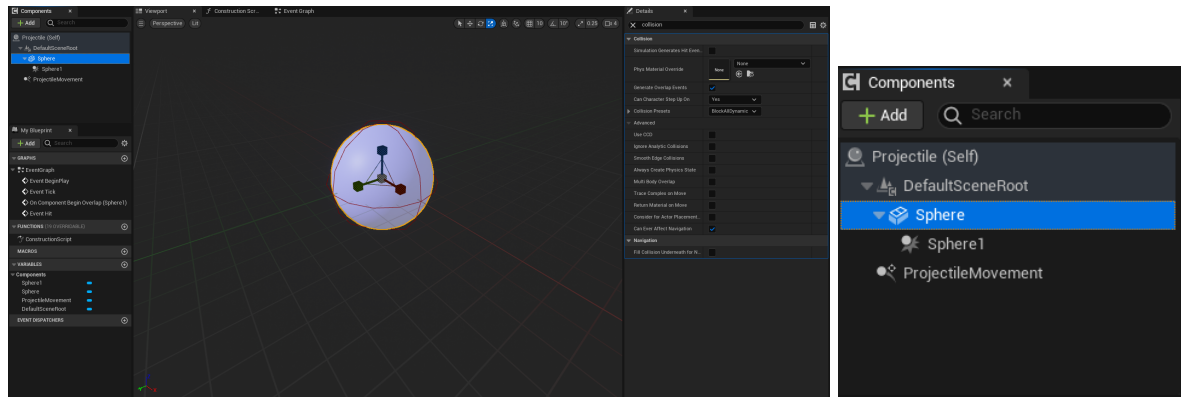 Components
+ Add Search
Projectile (Self)
DefaultSceneRoot
Sphere
Sphere1
ProjectileMovement
My Blueprint
+ Add Search
GRAPHS
EventGraph
Event BeginPlay
Event Tick
On Component Begin Overlap (Sphere1)
Event Hit
FUNCTIONS (19 OVERRIDABLE)
ConstructionScript
MACROS
VARIABLES
Components
Sphere1
Sphere
ProjectileMovement
DefaultSceneRoot
EVENT DISPATCHERS
Viewport Construction Scr... Event Graph
Perspective Lit
10 10° 0.25 4
Details
collision
Collision
Simulation Generates Hit Even..
Phys Material Override None None
Generate Overlap Events
Can Character Step Up On Yes
Collision Presets BlockAllDynamic
Advanced
Use CCD
Ignore Analytic Collisions
Smooth Edge Collisions
Always Create Physics State
Multi Body Overlap
Trace Complex on Move
Return Material on Move
Consider for Actor Placement..
Can Ever Affect Navigation
Navigation
Fill Collision Underneath for N..
Components
+ Add Search
Projectile (Self)
DefaultSceneRoot
Sphere
Sphere1
ProjectileMovement